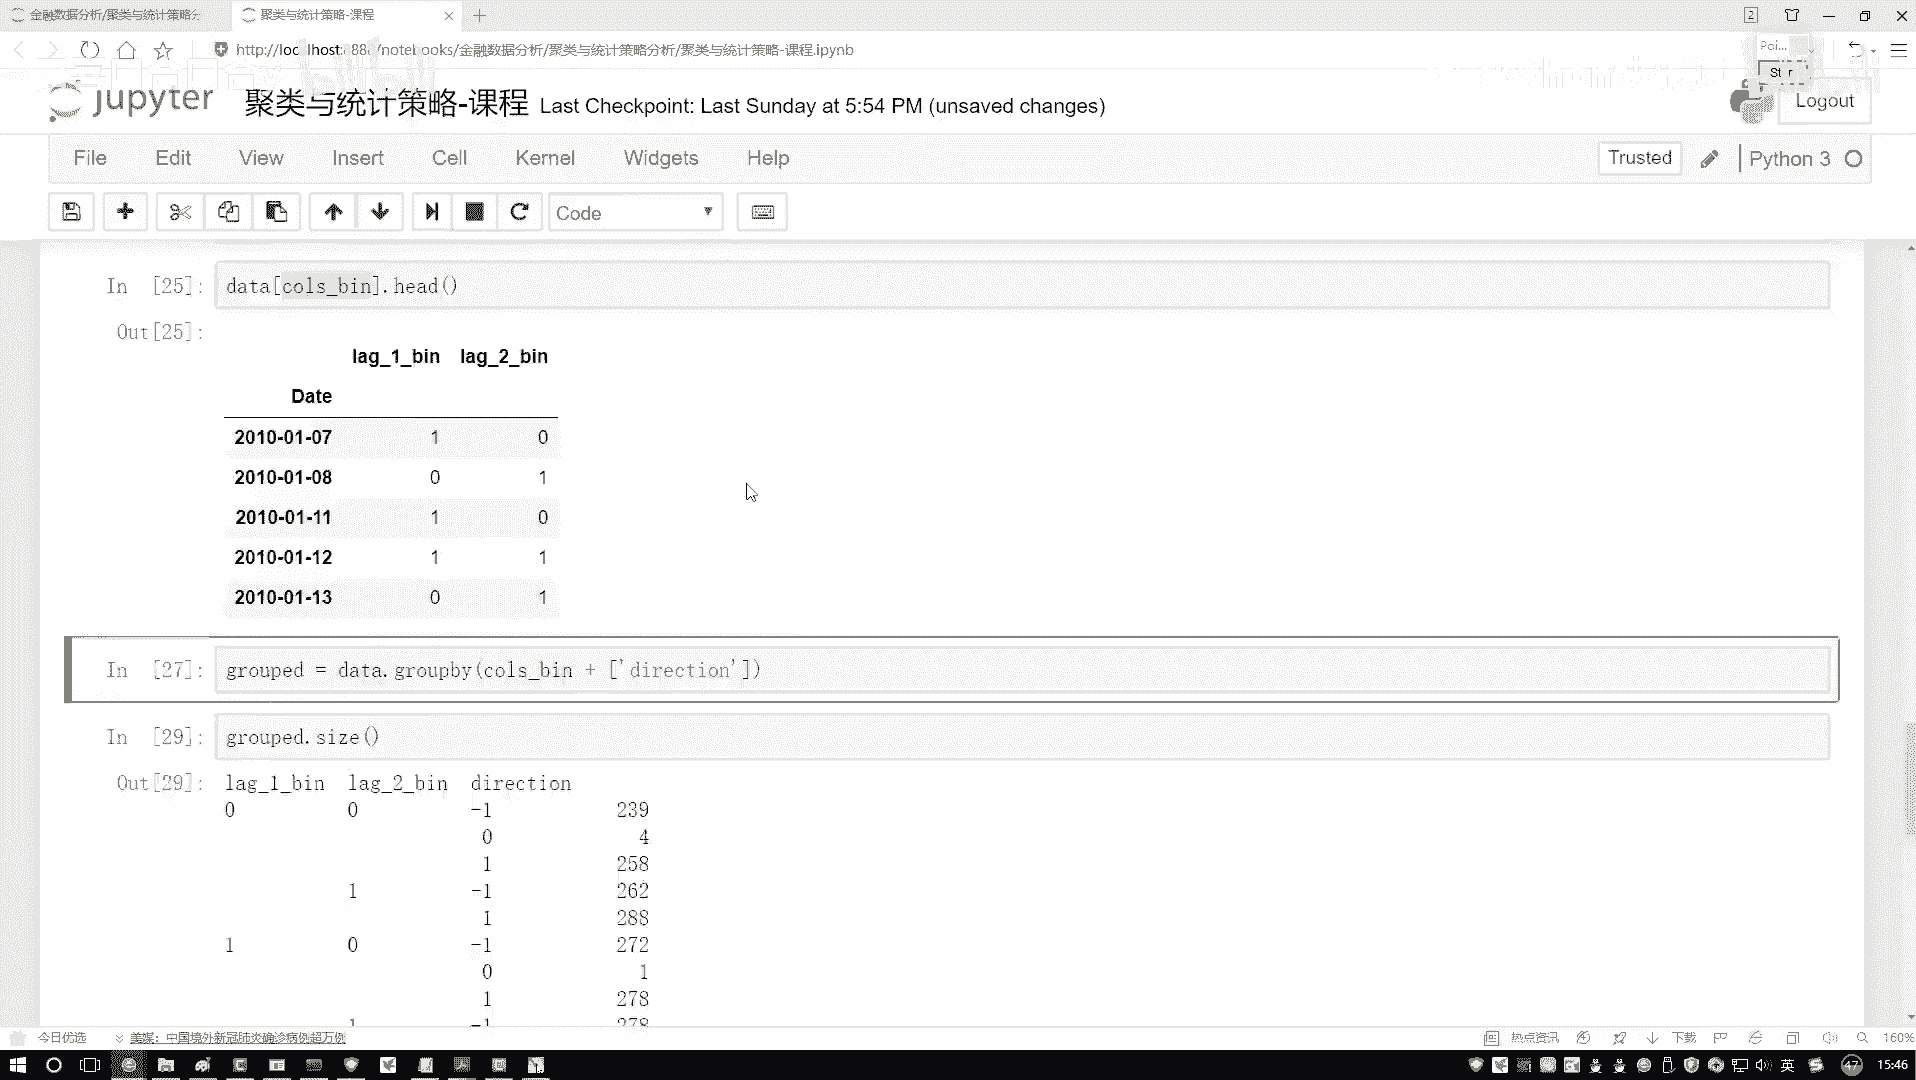 金融数据分析/聚类与统计策略分 聚类与统计策略-课程 2
http://localhost:888/notebooks/金融数据分析/聚类与统计策略分析/聚类与统计策略-课程.ipynb
jupyter 聚类与统计策略-课程 Last Checkpoint: Last Sunday at 5:54 PM (unsaved changes) Logout
File Edit View Insert Cell Kernel Widgets Help Trusted Python 3
Code
In [25]: data[cols_bin].head()
Out[25]:
lag_1_bin lag_2_bin
Date
2010-01-07 1 0
2010-01-08 0 1
2010-01-11 1 0
2010-01-12 1 1
2010-01-13 0 1
In [27]: grouped = data.groupby(cols_bin + ['direction'])
In [29]: grouped.size()
Out[29]: lag_1_bin lag_2_bin direction
0 0 -1 239
0 4
1 258
1 -1 262
1 288
1 0 -1 272
0 1
1 278
1 -1 278
今日优选 美媒：中国境外新冠肺炎确诊病例超万例 热点资讯 下载 160%
英 47 15:46